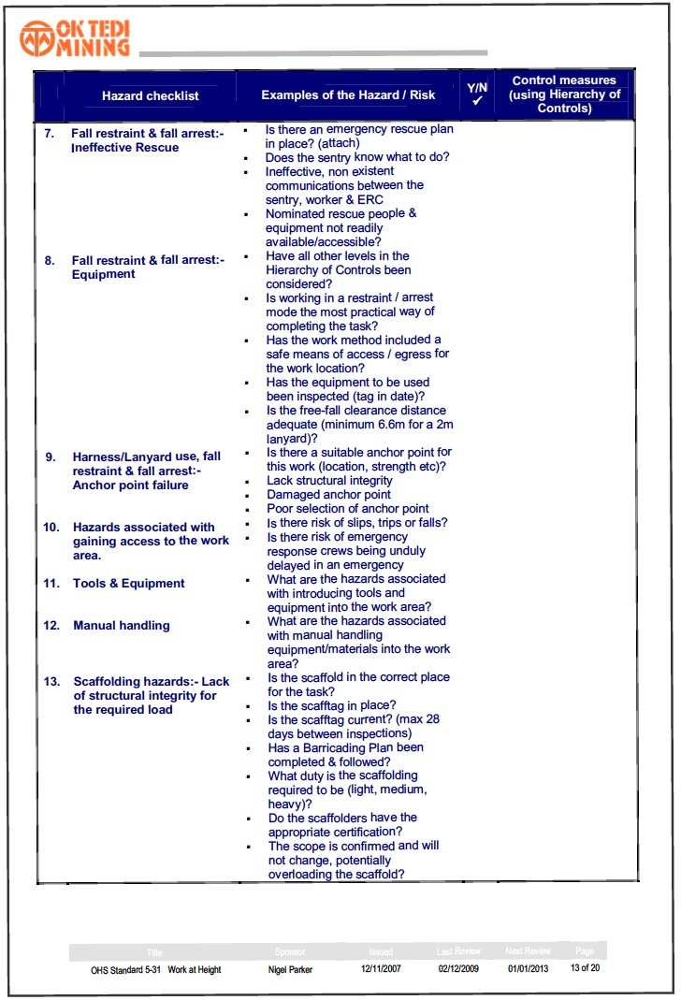 OK TEDI
MINING
Hazard checklist
Examples of the Hazard / Risk
Y/N
✓
Control measures
(using Hierarchy of
Controls)
7. Fall restraint & fall arrest:-
Ineffective Rescue
▪ Is there an emergency rescue plan
in place? (attach)
▪ Does the sentry know what to do?
▪ Ineffective, non existent
communications between the
sentry, worker & ERC
▪ Nominated rescue people &
equipment not readily
available/accessible?
8. Fall restraint & fall arrest:-
Equipment
▪ Have all other levels in the
Hierarchy of Controls been
considered?
▪ Is working in a restraint / arrest
mode the most practical way of
completing the task?
▪ Has the work method included a
safe means of access / egress for
the work location?
▪ Has the equipment to be used
been inspected (tag in date)?
▪ Is the free-fall clearance distance
adequate (minimum 6.6m for a 2m
lanyard)?
9. Harness/Lanyard use, fall
restraint & fall arrest:-
Anchor point failure
▪ Is there a suitable anchor point for
this work (location, strength etc)?
▪ Lack structural integrity
▪ Damaged anchor point
▪ Poor selection of anchor point
10. Hazards associated with
gaining access to the work
area.
▪ Is there risk of slips, trips or falls?
▪ Is there risk of emergency
response crews being unduly
delayed in an emergency
11. Tools & Equipment
▪ What are the hazards associated
with introducing tools and
equipment into the work area?
12. Manual handling
▪ What are the hazards associated
with manual handling
equipment/materials into the work
area?
13. Scaffolding hazards:- Lack
of structural integrity for
the required load
▪ Is the scaffold in the correct place
for the task?
▪ Is the scafftag in place?
▪ Is the scafftag current? (max 28
days between inspections)
▪ Has a Barricading Plan been
completed & followed?
▪ What duty is the scaffolding
required to be (light, medium,
heavy)?
▪ Do the scaffolders have the
appropriate certification?
▪ The scope is confirmed and will
not change, potentially
overloading the scaffold?
Title Sponsor Issued Last Review Next Review Page
OHS Standard 5-31 Work at Height Nigel Parker 12/11/2007 02/12/2009 01/01/2013 13 of 20